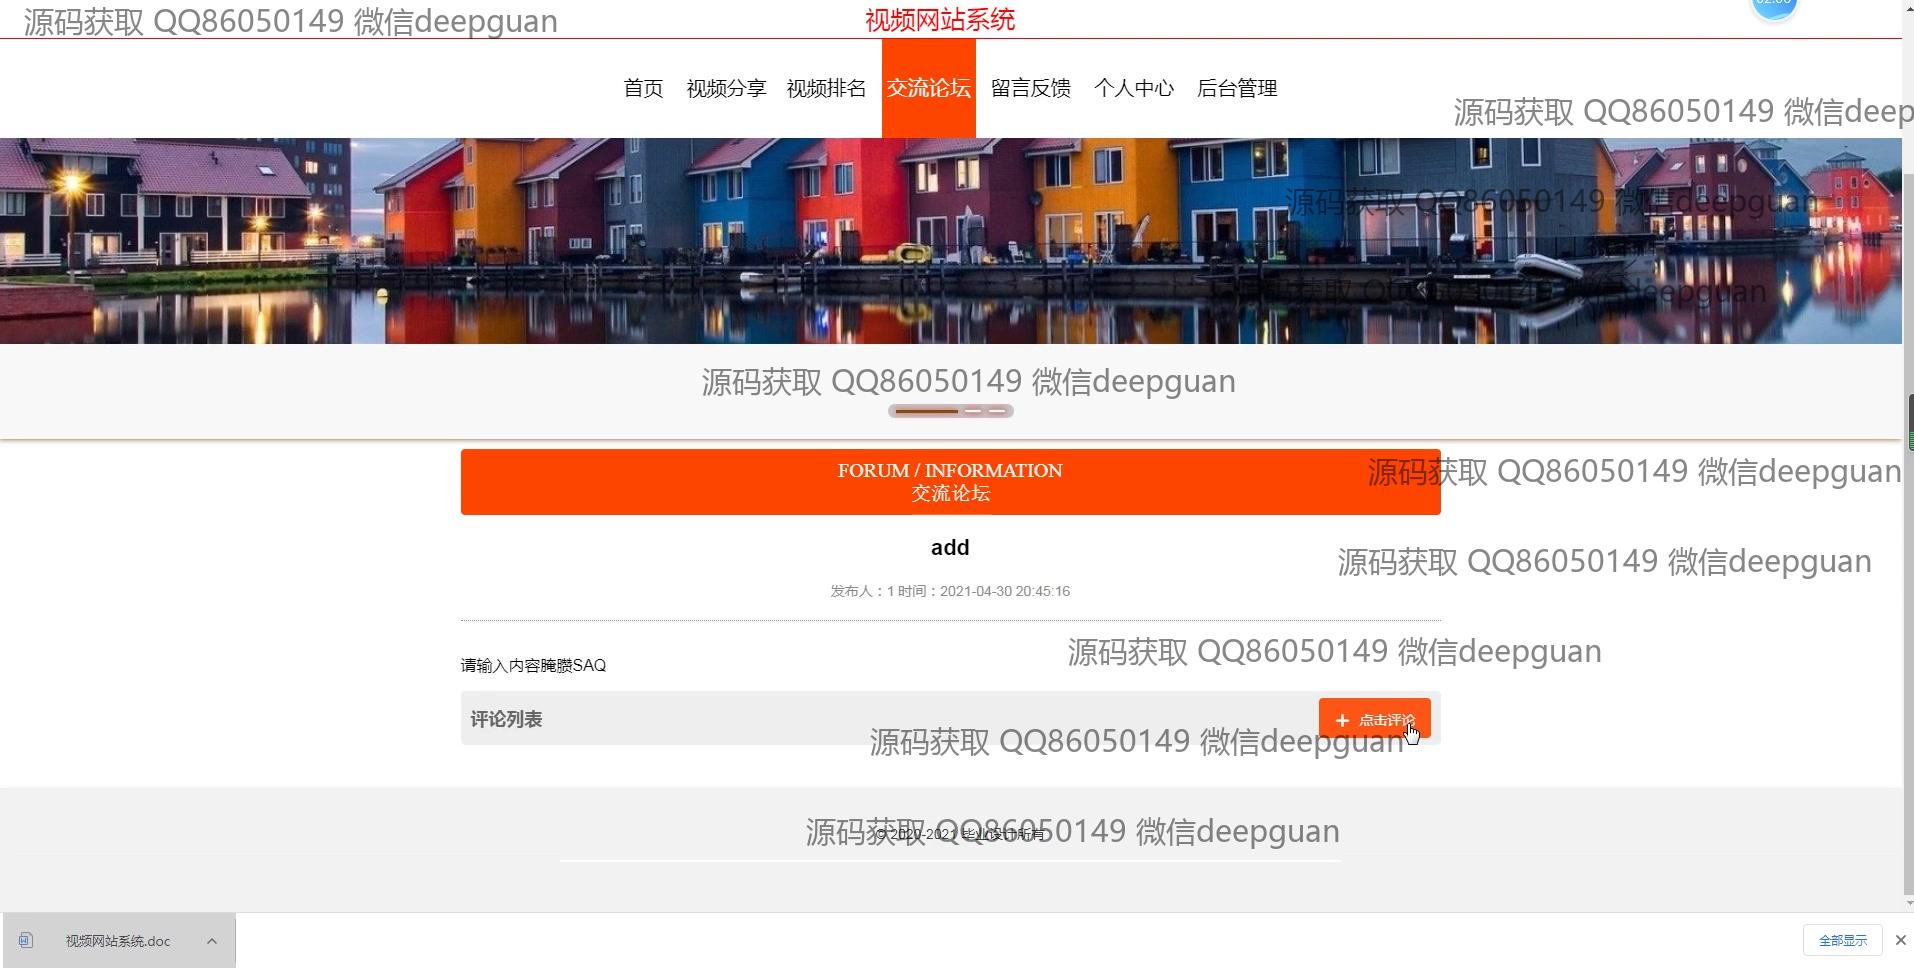 源码获取 QQ86050149 微信deepguan
视频网站系统
02:00
首页 视频分享 视频排名 交流论坛 留言反馈 个人中心 后台管理
源码获取 QQ86050149 微信deep
源码获取 QQ86050149 微信deepguan
源码获取 QQ86050149 微信deepguan
源码获取 QQ86050149 微信deepguan
FORUM / INFORMATION
交流论坛
源码获取 QQ86050149 微信deepguan
add
源码获取 QQ86050149 微信deepguan
发布人：1 时间：2021-04-30 20:45:16
源码获取 QQ86050149 微信deepguan
请输入内容腌臜SAQ
评论列表
+ 点击评论
源码获取 QQ86050149 微信deepguan
源码获取 QQ86050149 微信deepguan
© 2020-2021 毕业设计所有
视频网站系统.doc
全部显示